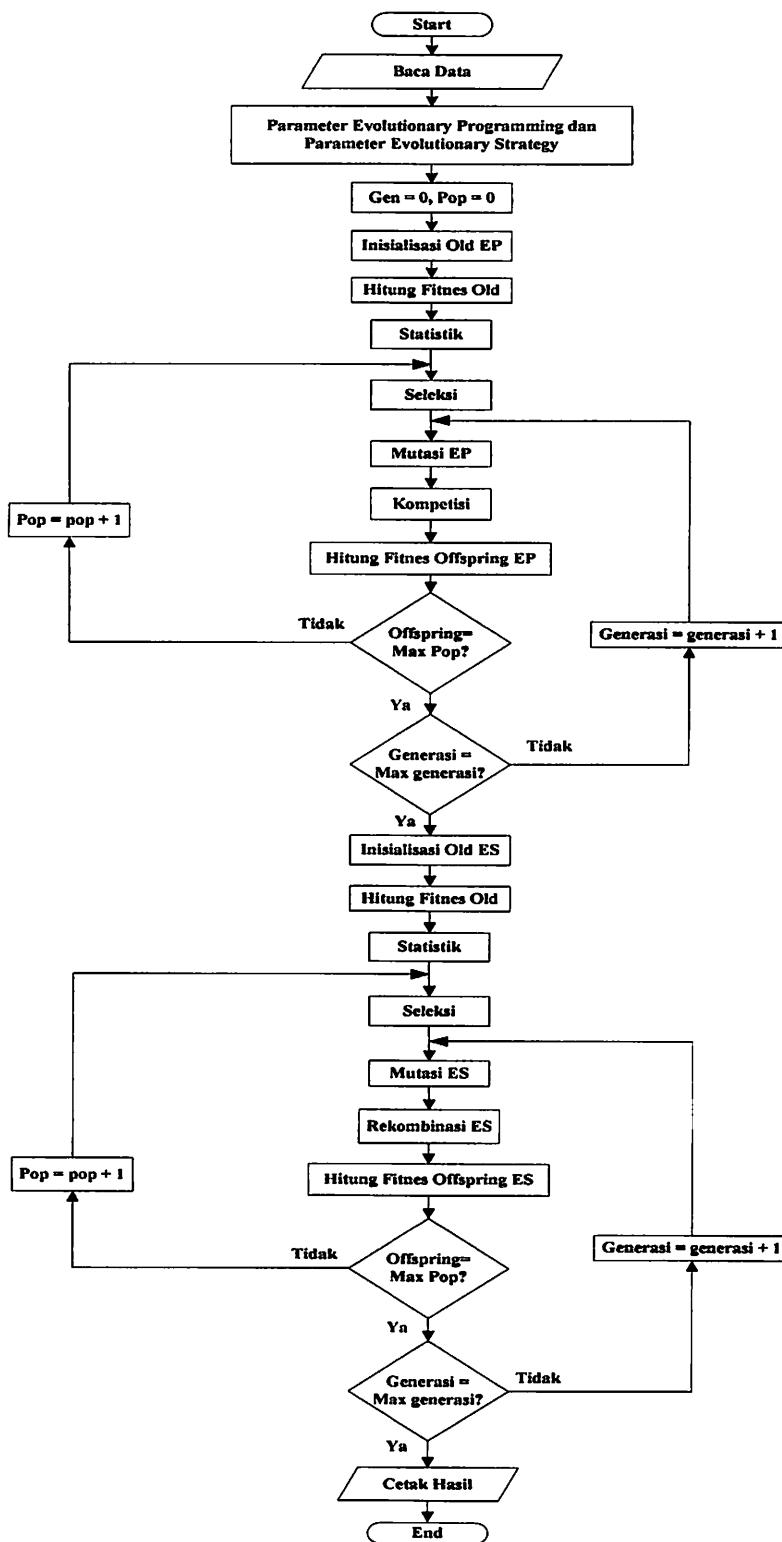 Start
Baca Data
Parameter Evolutionary Programming dan
Parameter Evolutionary Strategy
Gen = 0, Pop = 0
Inisialisasi Old EP
Hitung Fitnes Old
Statistik
Seleksi
Mutasi EP
Pop = pop + 1
Kompetisi
Hitung Fitnes Offspring EP
Tidak
Offspring=
Max Pop?
Generasi = generasi + 1
Ya
Generasi =
Max generasi?
Tidak
Ya
Inisialisasi Old ES
Hitung Fitnes Old
Statistik
Seleksi
Mutasi ES
Rekombinasi ES
Pop = pop + 1
Hitung Fitnes Offspring ES
Tidak
Offspring=
Max Pop?
Generasi = generasi + 1
Ya
Generasi =
Max generasi?
Tidak
Ya
Cetak Hasil
End